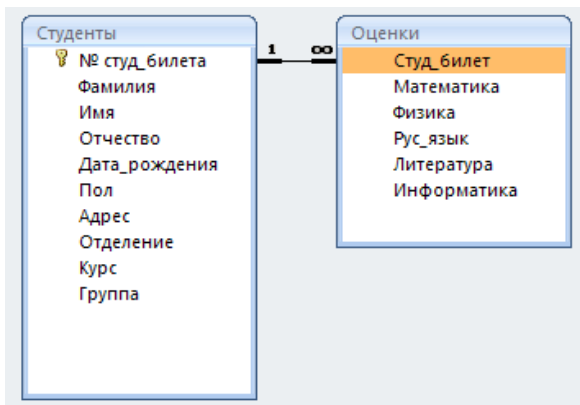 Студенты
№ студ_билета
Фамилия
Имя
Отчество
Дата_рождения
Пол
Адрес
Отделение
Курс
Группа
1 ∞
Оценки
Студ_билет
Математика
Физика
Рус_язык
Литература
Информатика